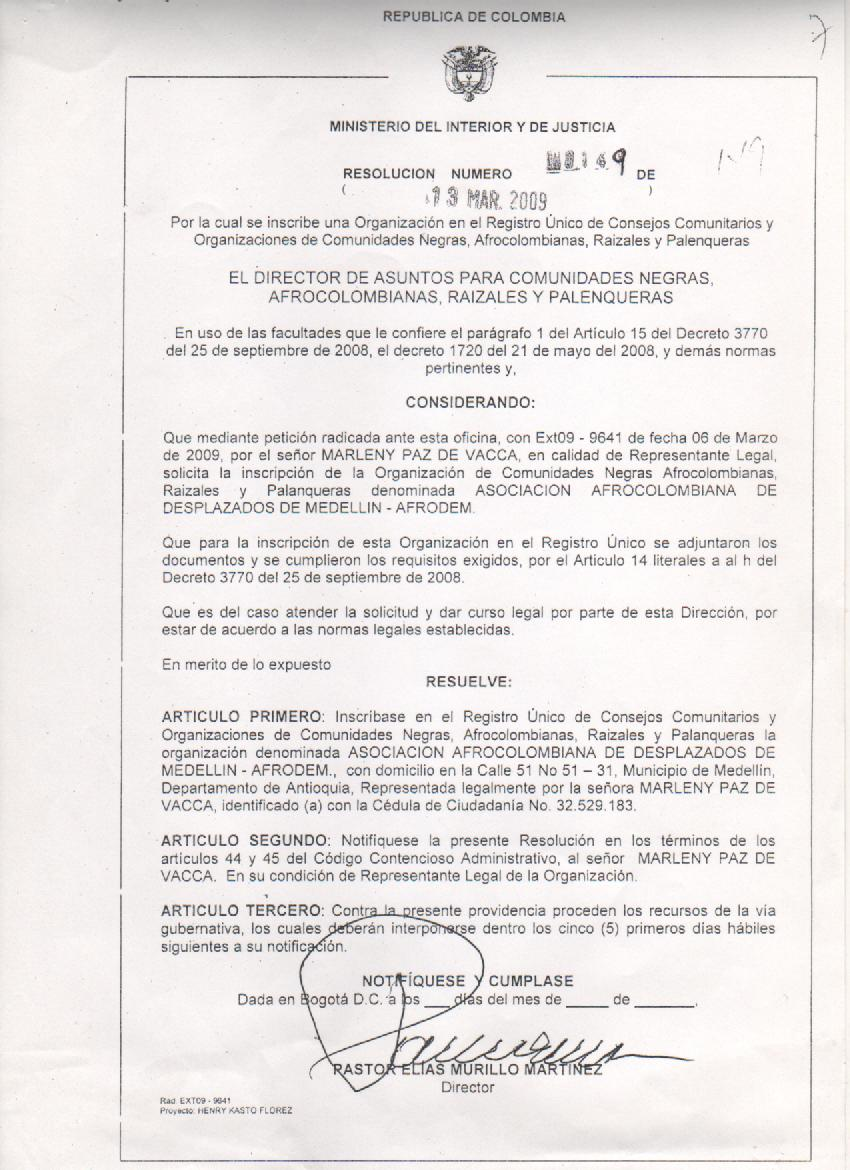 REPUBLICA DE COLOMBIA
7
MINISTERIO DEL INTERIOR Y DE JUSTICIA
RESOLUCION NUMERO 0149 DE
149
( 13 MAR. 2009 )
Por la cual se inscribe una Organización en el Registro Único de Consejos Comunitarios y
Organizaciones de Comunidades Negras, Afrocolombianas, Raizales y Palenqueras
EL DIRECTOR DE ASUNTOS PARA COMUNIDADES NEGRAS,
AFROCOLOMBIANAS, RAIZALES Y PALENQUERAS
En uso de las facultades que le confiere el parágrafo 1 del Artículo 15 del Decreto 3770
del 25 de septiembre de 2008, el decreto 1720 del 21 de mayo del 2008, y demás normas
pertinentes y,
CONSIDERANDO:
Que mediante petición radicada ante esta oficina, con Ext09 - 9641 de fecha 06 de Marzo
de 2009, por el señor MARLENY PAZ DE VACCA, en calidad de Representante Legal,
solicita la inscripción de la Organización de Comunidades Negras Afrocolombianas,
Raizales y Palanqueras denominada ASOCIACION AFROCOLOMBIANA DE
DESPLAZADOS DE MEDELLIN - AFRODEM.
Que para la inscripción de esta Organización en el Registro Único se adjuntaron los
documentos y se cumplieron los requisitos exigidos, por el Articulo 14 literales a al h del
Decreto 3770 del 25 de septiembre de 2008.
Que es del caso atender la solicitud y dar curso legal por parte de esta Dirección, por
estar de acuerdo a las normas legales establecidas.
En merito de lo expuesto
RESUELVE:
ARTICULO PRIMERO: Inscríbase en el Registro Único de Consejos Comunitarios y
Organizaciones de Comunidades Negras, Afrocolombianas, Raizales y Palanqueras la
organización denominada ASOCIACION AFROCOLOMBIANA DE DESPLAZADOS DE
MEDELLIN - AFRODEM., con domicilio en la Calle 51 No 51 – 31, Municipio de Medellín,
Departamento de Antioquia, Representada legalmente por la señora MARLENY PAZ DE
VACCA, identificado (a) con la Cédula de Ciudadanía No. 32.529.183.
ARTICULO SEGUNDO: Notifíquese la presente Resolución en los términos de los
artículos 44 y 45 del Código Contencioso Administrativo, al señor MARLENY PAZ DE
VACCA. En su condición de Representante Legal de la Organización.
ARTICULO TERCERO: Contra la presente providencia proceden los recursos de la vía
gubernativa, los cuales deberán interponerse dentro los cinco (5) primeros días hábiles
siguientes a su notificación.
NOTIFÍQUESE Y CUMPLASE
Dada en Bogotá D.C. a los ___ días del mes de _____ de _______.
PASTOR ELÍAS MURILLO MARTINEZ
Director
Rad. EXT09 - 9641
Proyecto: HENRY KASTO FLOREZ